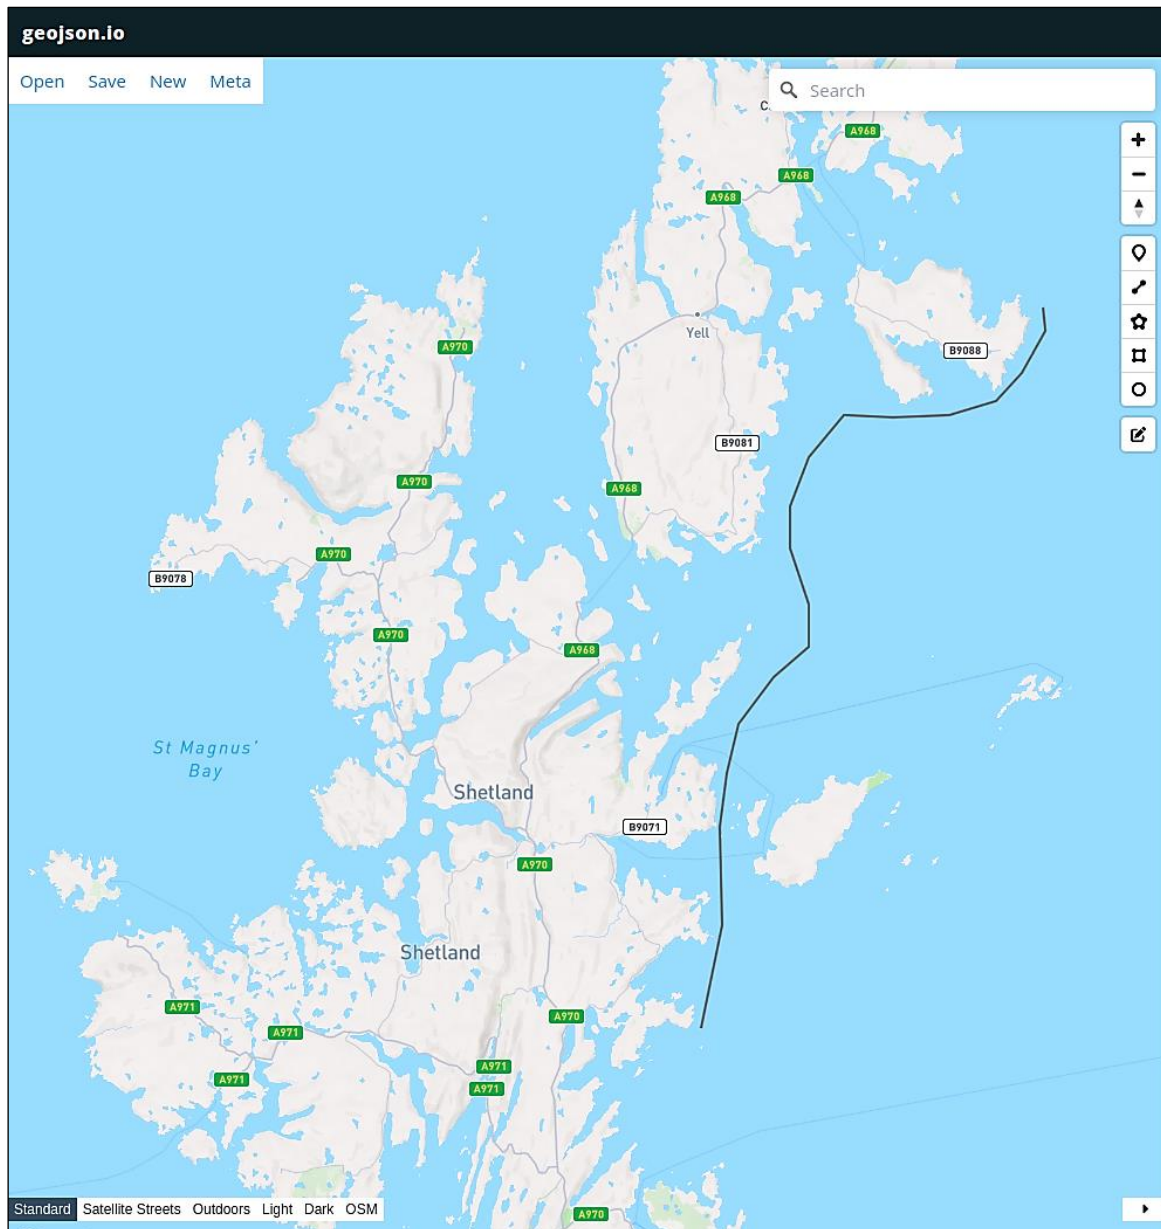 geojson.io
Open Save New Meta
Search
A968
A968
A968
Yell
A970
B9088
B9081
A970
A968
A970
B9078
A970
A968
St Magnus'
Bay
Shetland
B9071
A970
Shetland
A971
A970
A971
A971
A971
A971
A970
Standard Satellite Streets Outdoors Light Dark OSM